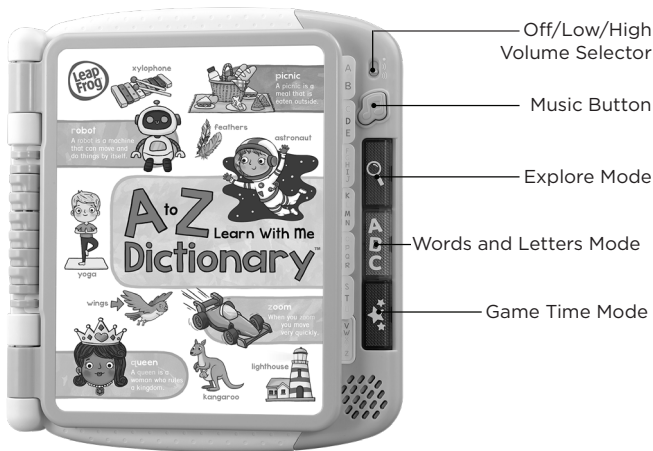 Off/Low/High
Volume Selector
Music Button
Explore Mode
Words and Letters Mode
Game Time Mode
Leap
Frog
xylophone
picnic
A picnic is a
meal that is
eaten outside.
robot
A robot is a machine
that can move and
do things by itself.
feathers
astronaut
A to Z
Learn With Me
Dictionary™
yoga
wings
zoom
When you zoom
you move
very quickly.
queen
A queen is a
woman who rules
a kingdom.
kangaroo
lighthouse
A
B
D
E
H
I J
K
M
N
Q R
S
T
V
W
Z
A
B
C